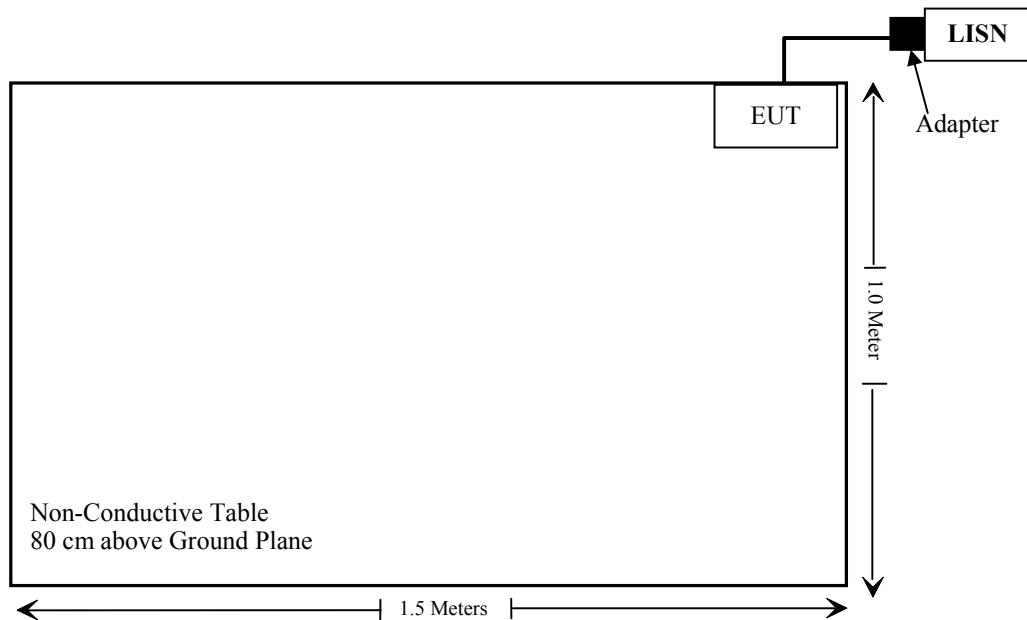 LISN
EUT
Adapter
1.0 Meter
Non-Conductive Table
80 cm above Ground Plane
1.5 Meters